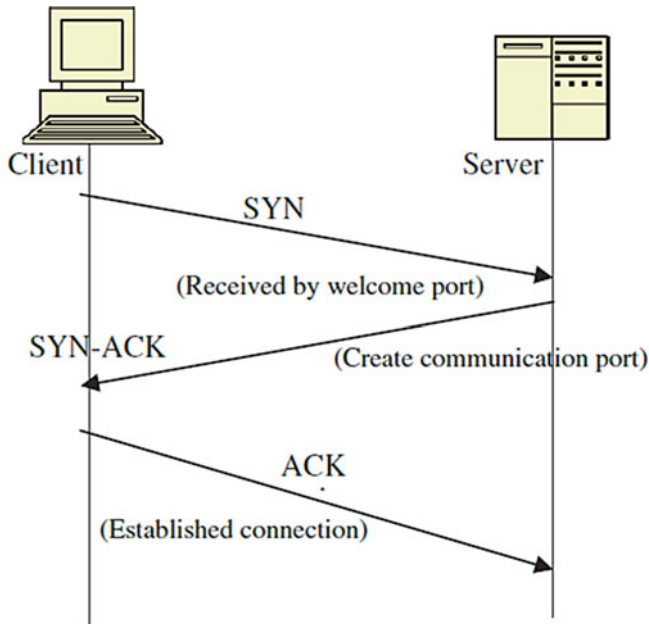 Client
Server
SYN
(Received by welcome port)
SYN-ACK
(Create communication port)
ACK
(Established connection)